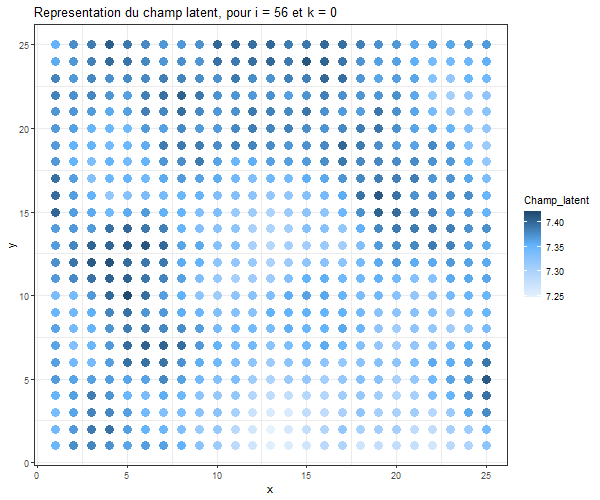 Representation du champ latent, pour i = 56 et k = 0
25
20
15
10
5
0
y
0 5 10 15 20 25
x
Champ_latent
7.40
7.35
7.30
7.25